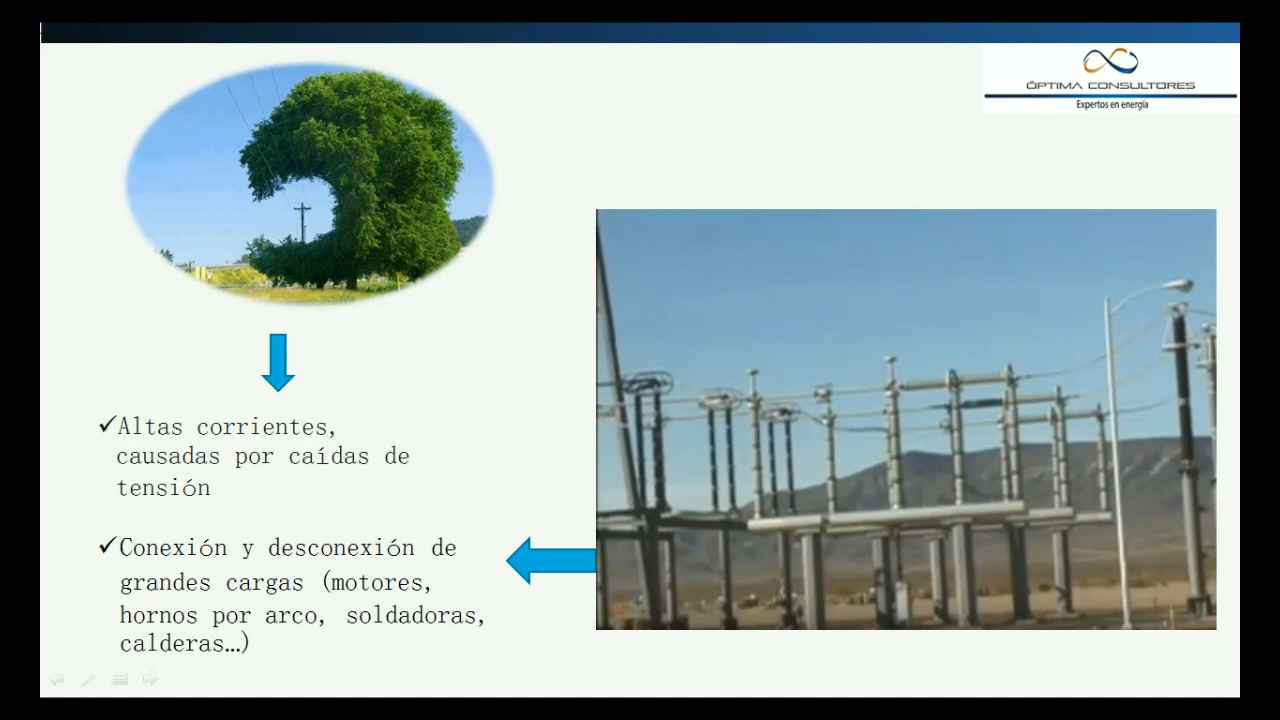 ÓPTIMA CONSULTORES
Expertos en energía
✓Altas corrientes,
causadas por caídas de
tensión
✓Conexión y desconexión de
grandes cargas (motores,
hornos por arco, soldadoras,
calderas…)